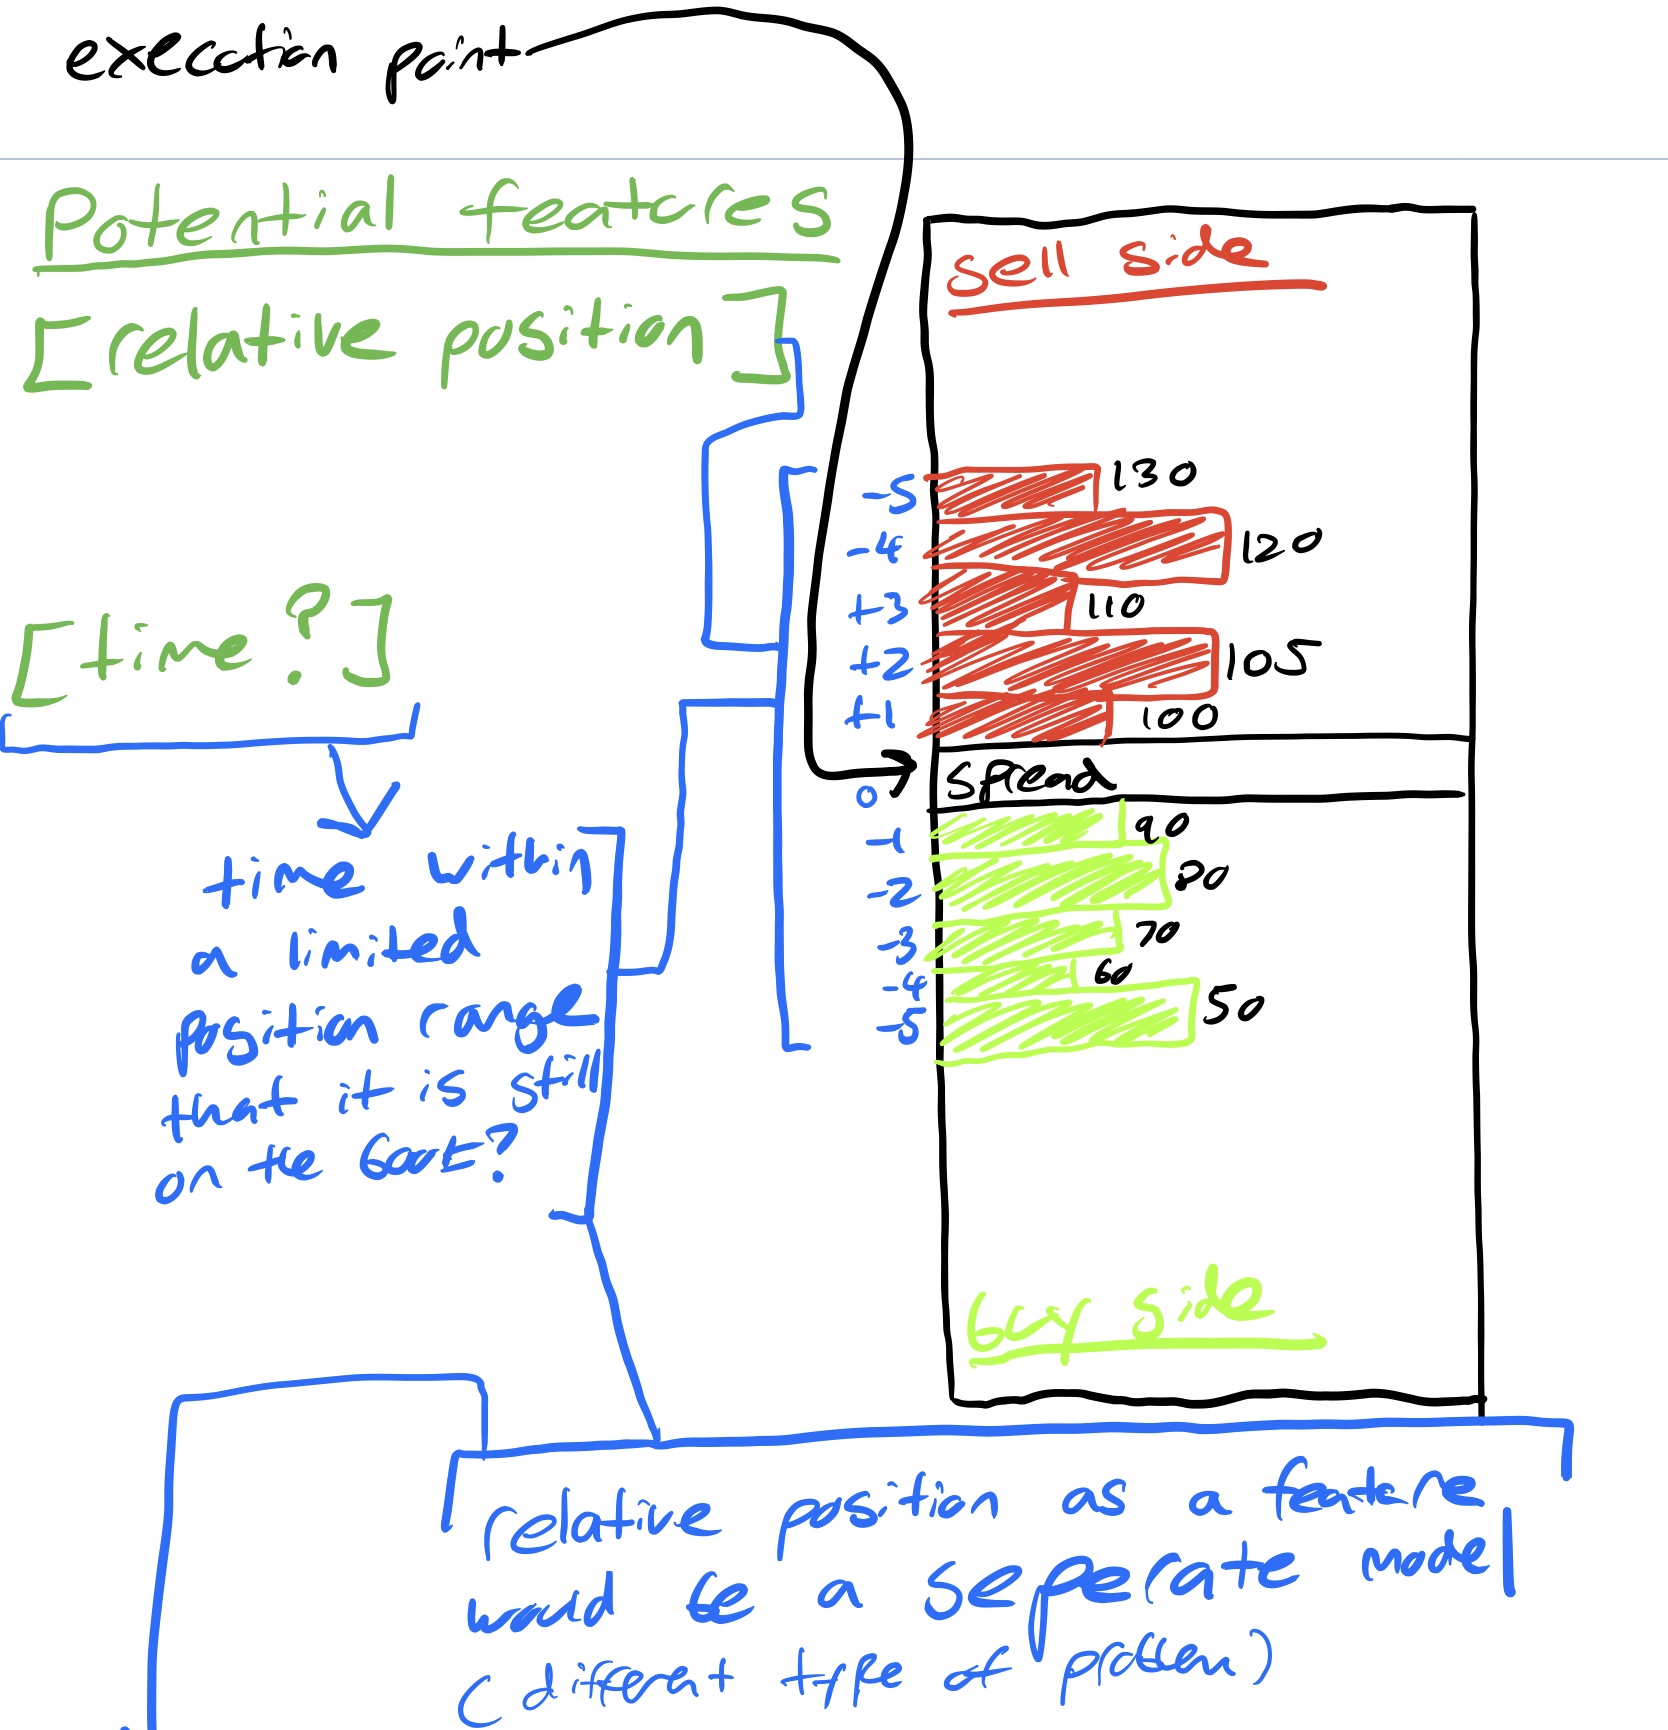 execution point
Potential features
[relative position]
[time?]
time within
a limited
position range
that it is still
on the book?
sell side
-5 130
-4 120
+3 110
+2 105
+1 100
0 spread
-1 90
-2 80
-3 70
-4 60
-5 50
buy side
relative position as a feature
would be a seperate model
(different type of problem)